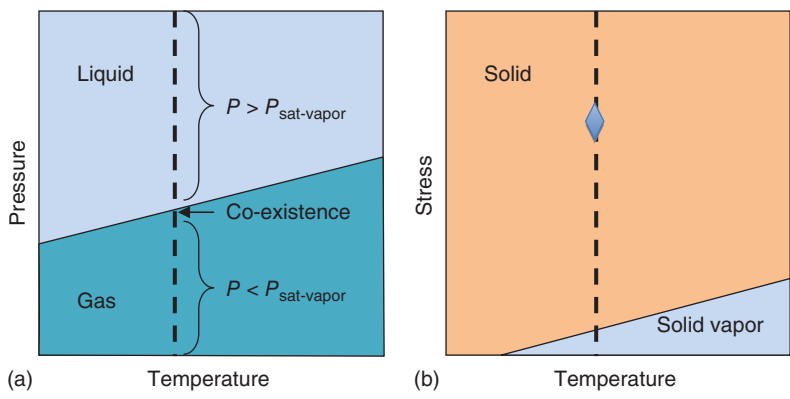 Liquid
P > Psat-vapor
Co-existence
Gas
P < Psat-vapor
Pressure
(a)
Temperature
Solid
Solid vapor
Stress
(b)
Temperature